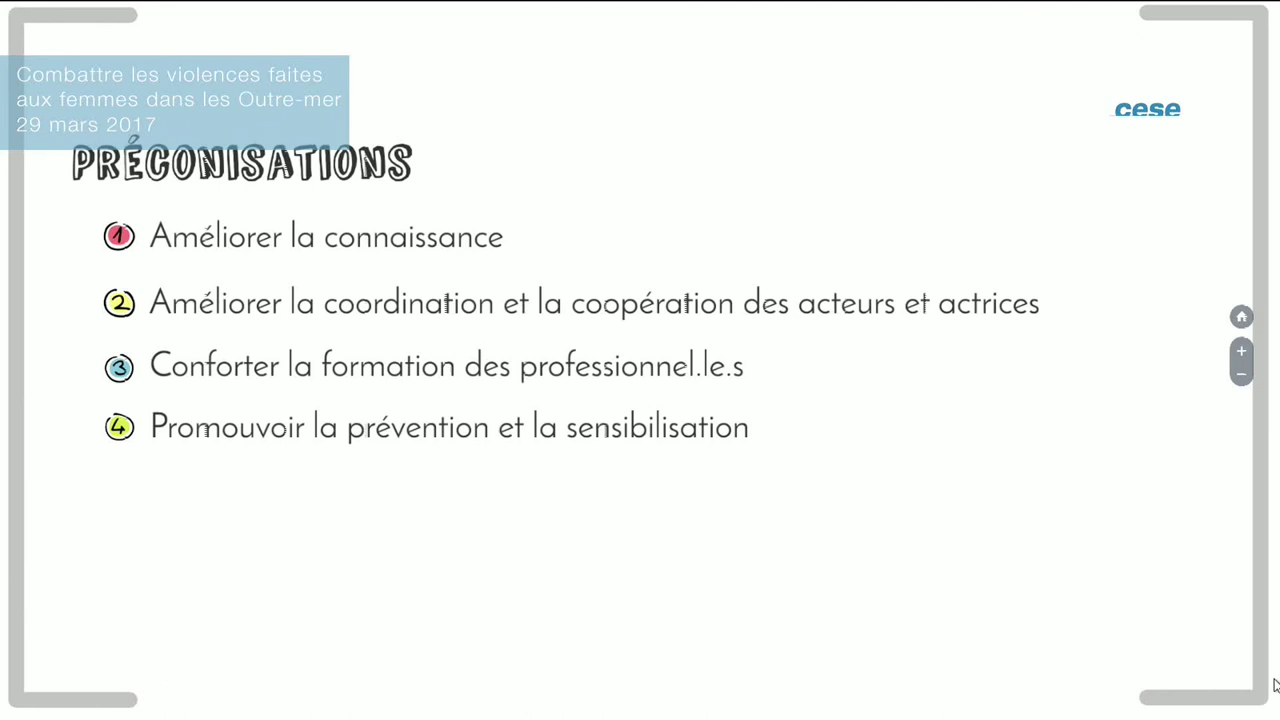 Combattre les violences faites
aux femmes dans les Outre-mer
29 mars 2017
cese
PRÉCONISATIONS
1 Améliorer la connaissance
2 Améliorer la coordination et la coopération des acteurs et actrices
3 Conforter la formation des professionnel.le.s
4 Promouvoir la prévention et la sensibilisation